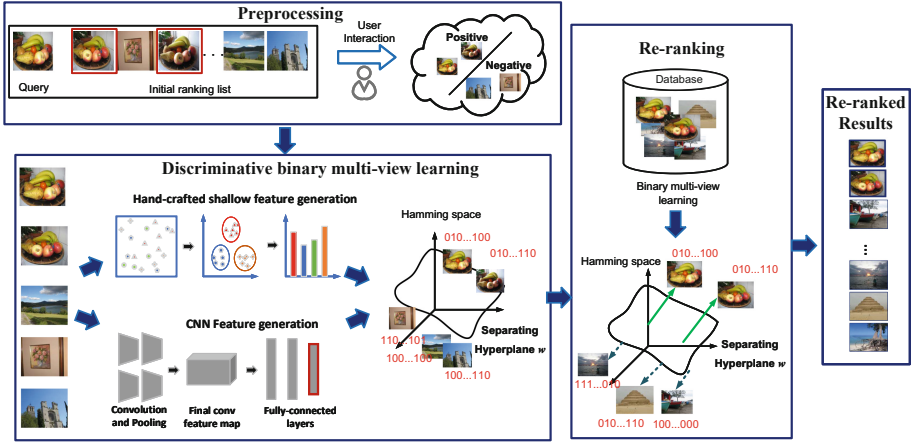 Preprocessing
User
Interaction
Query
Initial ranking list
Positive
Negative
Discriminative binary multi-view learning
Hand-crafted shallow feature generation
CNN Feature generation
Convolution
and Pooling
Final conv
feature map
Fully-connected
layers
Hamming space
010...100
010...110
110...101
100...100
100...110
Separating
Hyperplane w
Re-ranking
Database
Binary multi-view
learning
Hamming space
010...100
010...110
Separating
Hyperplane w
111...010
010...110
100...000
Re-ranked
Results
...